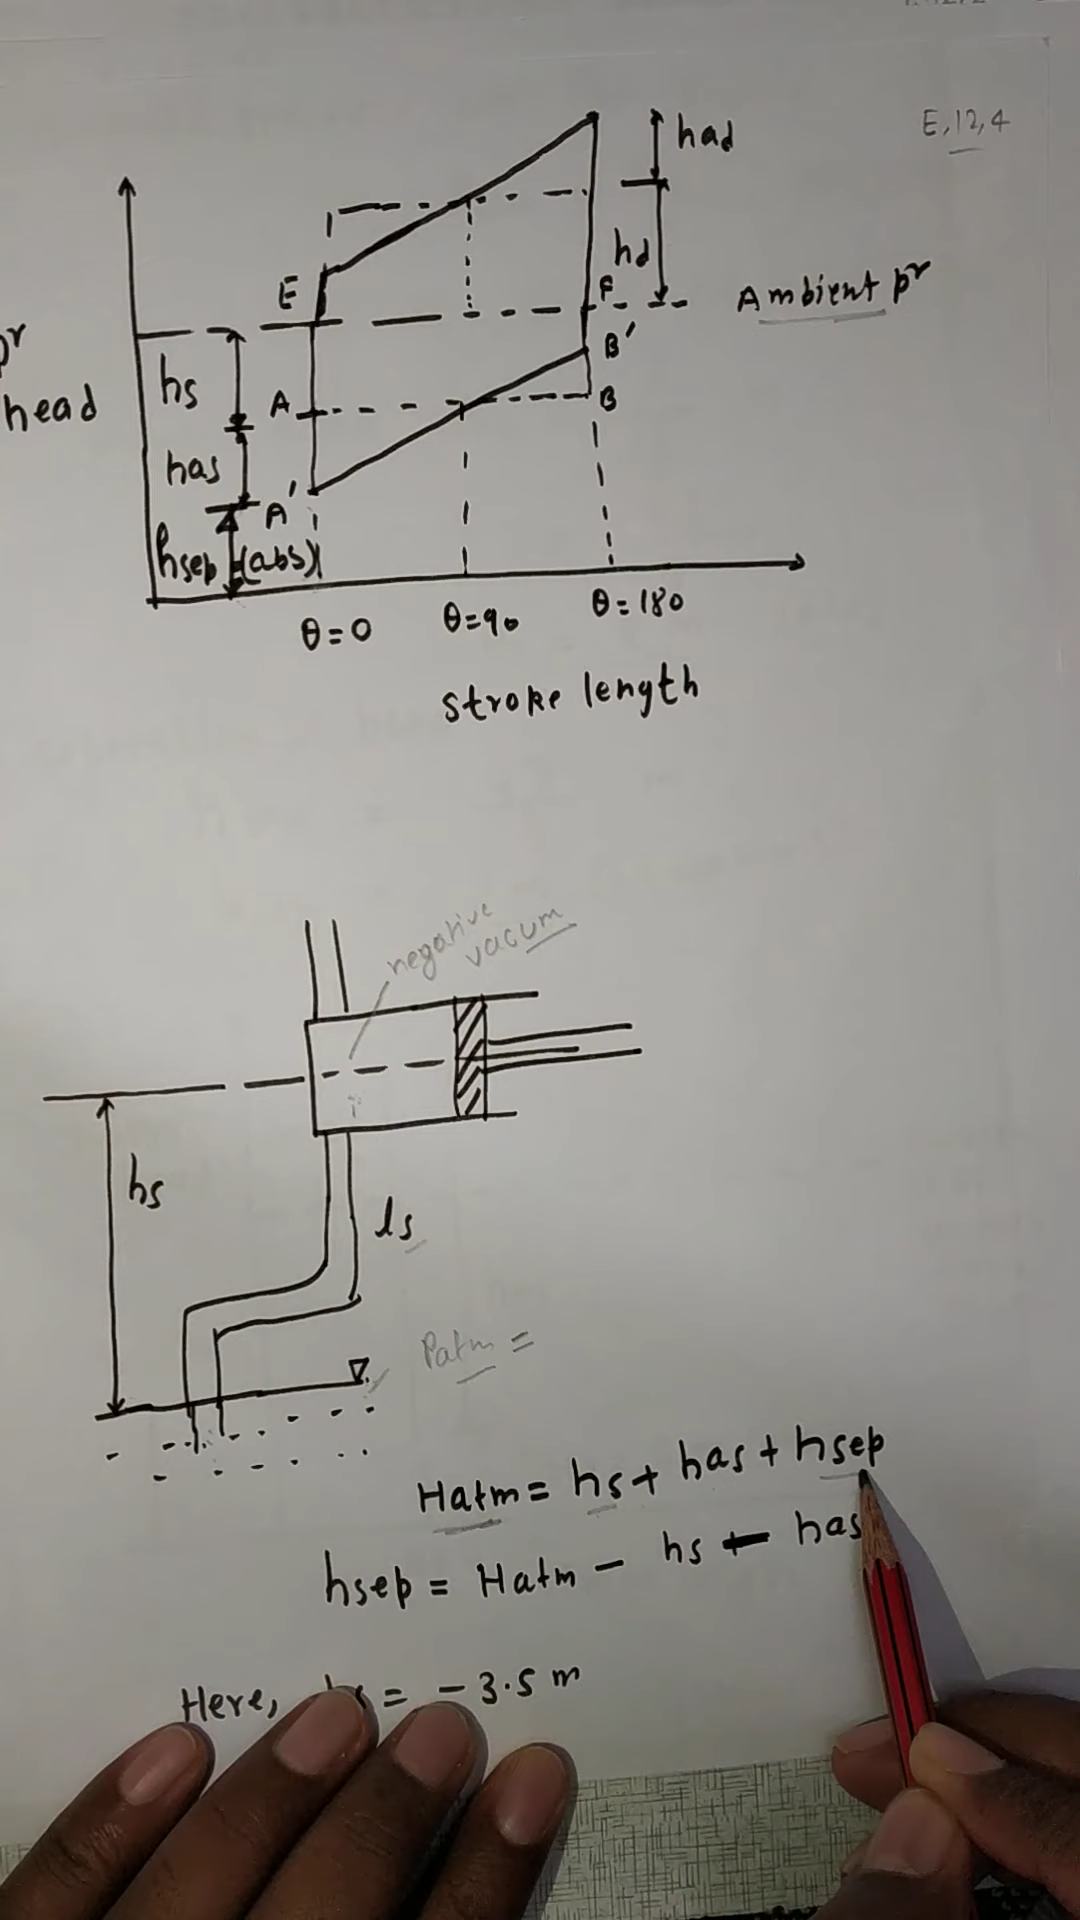 E,12,4
had
hd
E
F
Ambient pr
pr
head
hs
B'
A
B
has
A'
hsep (abs)
θ=0
θ=90
θ=180
stroke length
negative
vacum
hs
ls
Patm =
Hatm = hs + has + hsep
hsep = Hatm - hs - has
Here, = -3.5 m